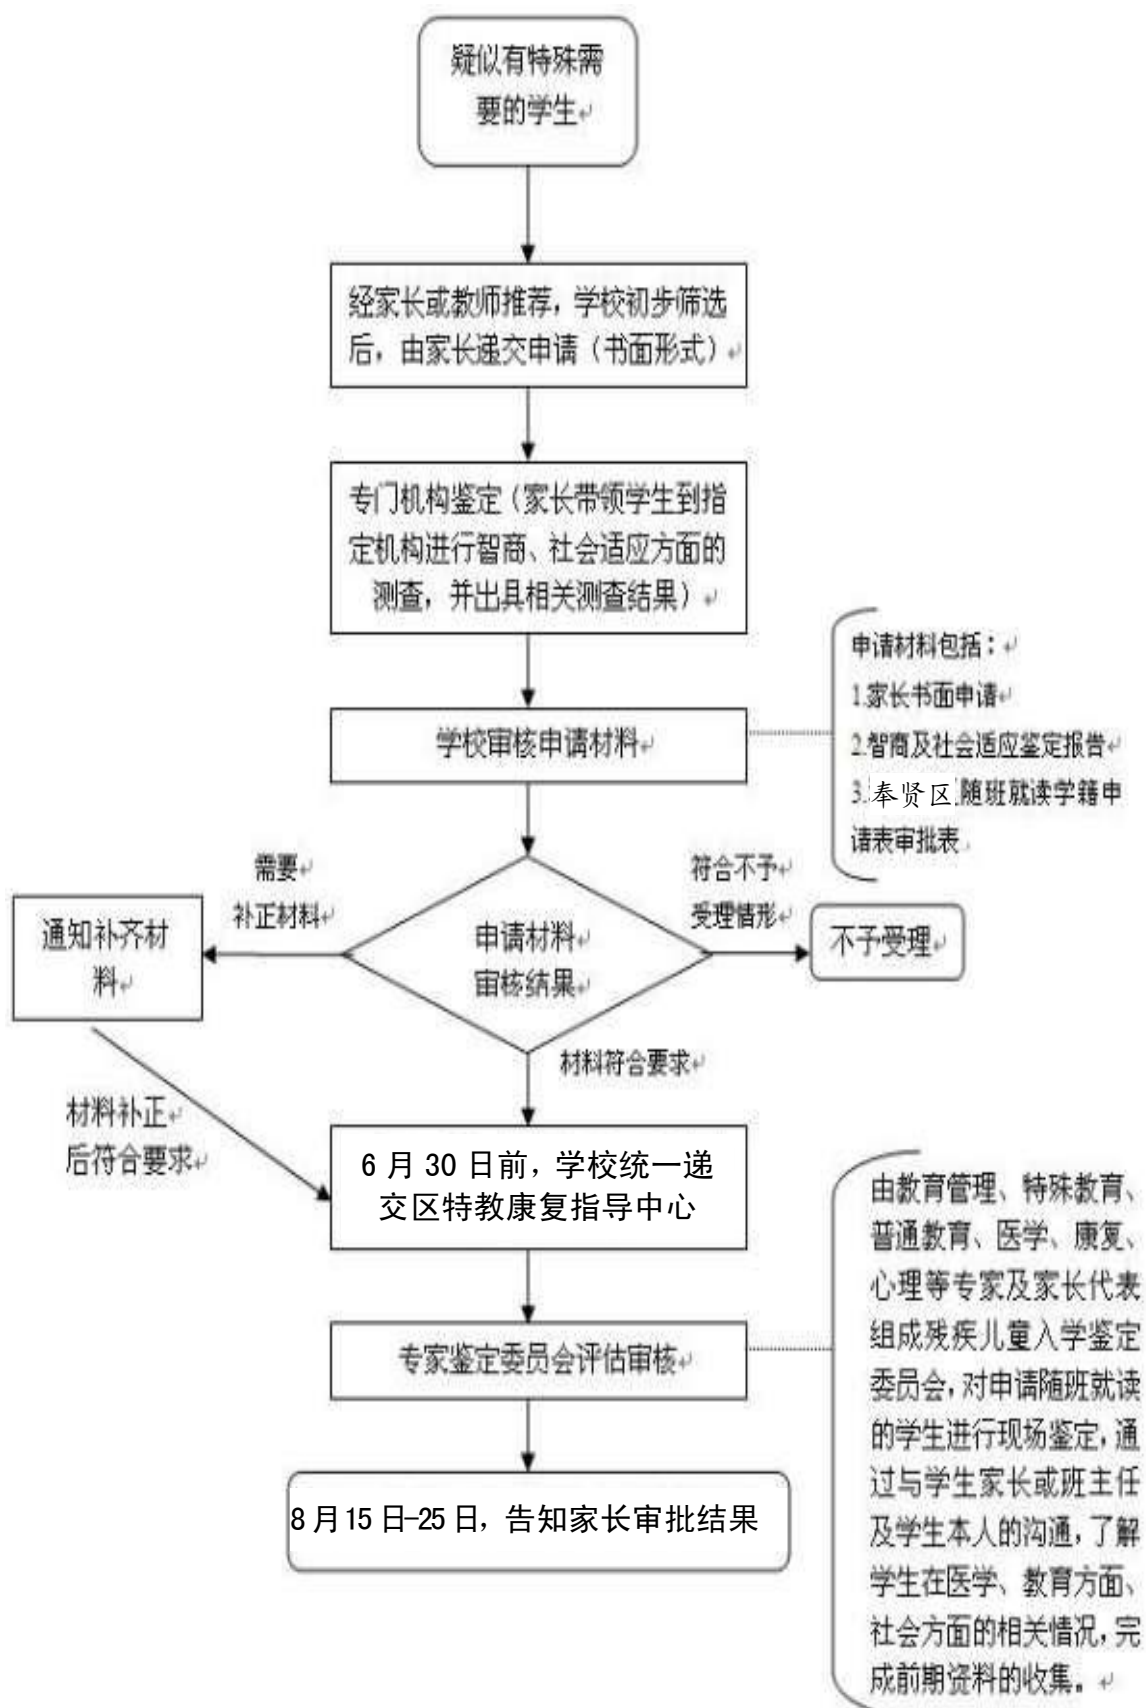 疑似有特殊需
要的学生
经家长或教师推荐，学校初步筛选
后，由家长递交申请（书面形式）
专门机构鉴定（家长带领学生到指
定机构进行智商、社会适应方面的
测查，并出具相关测查结果）
学校审核申请材料
申请材料包括：
1.家长书面申请
2.智商及社会适应鉴定报告
3.奉贤区随班就读学籍申
请表审批表
需要
补正材料
符合不予
受理情形
通知补齐材
料
申请材料
审核结果
不予受理
材料符合要求
材料补正
后符合要求
6 月 30 日前，学校统一递
交区特教康复指导中心
专家鉴定委员会评估审核
8月15日-25日，告知家长审批结果
由教育管理、特殊教育、
普通教育、医学、康复、
心理等专家及家长代表
组成残疾儿童入学鉴定
委员会，对申请随班就读
的学生进行现场鉴定，通
过与学生家长或班主任
及学生本人的沟通，了解
学生在医学、教育方面、
社会方面的相关情况，完
成前期资料的收集。